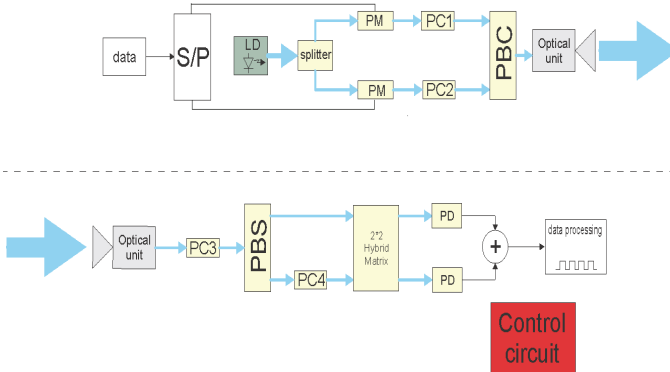 data
S/P
LD
splitter
PM
PM
PC1
PC2
PBC
Optical
unit
Optical
unit
PC3
PBS
PC4
2*2
Hybrid
Matrix
PD
PD
+
data processing
Control
circuit